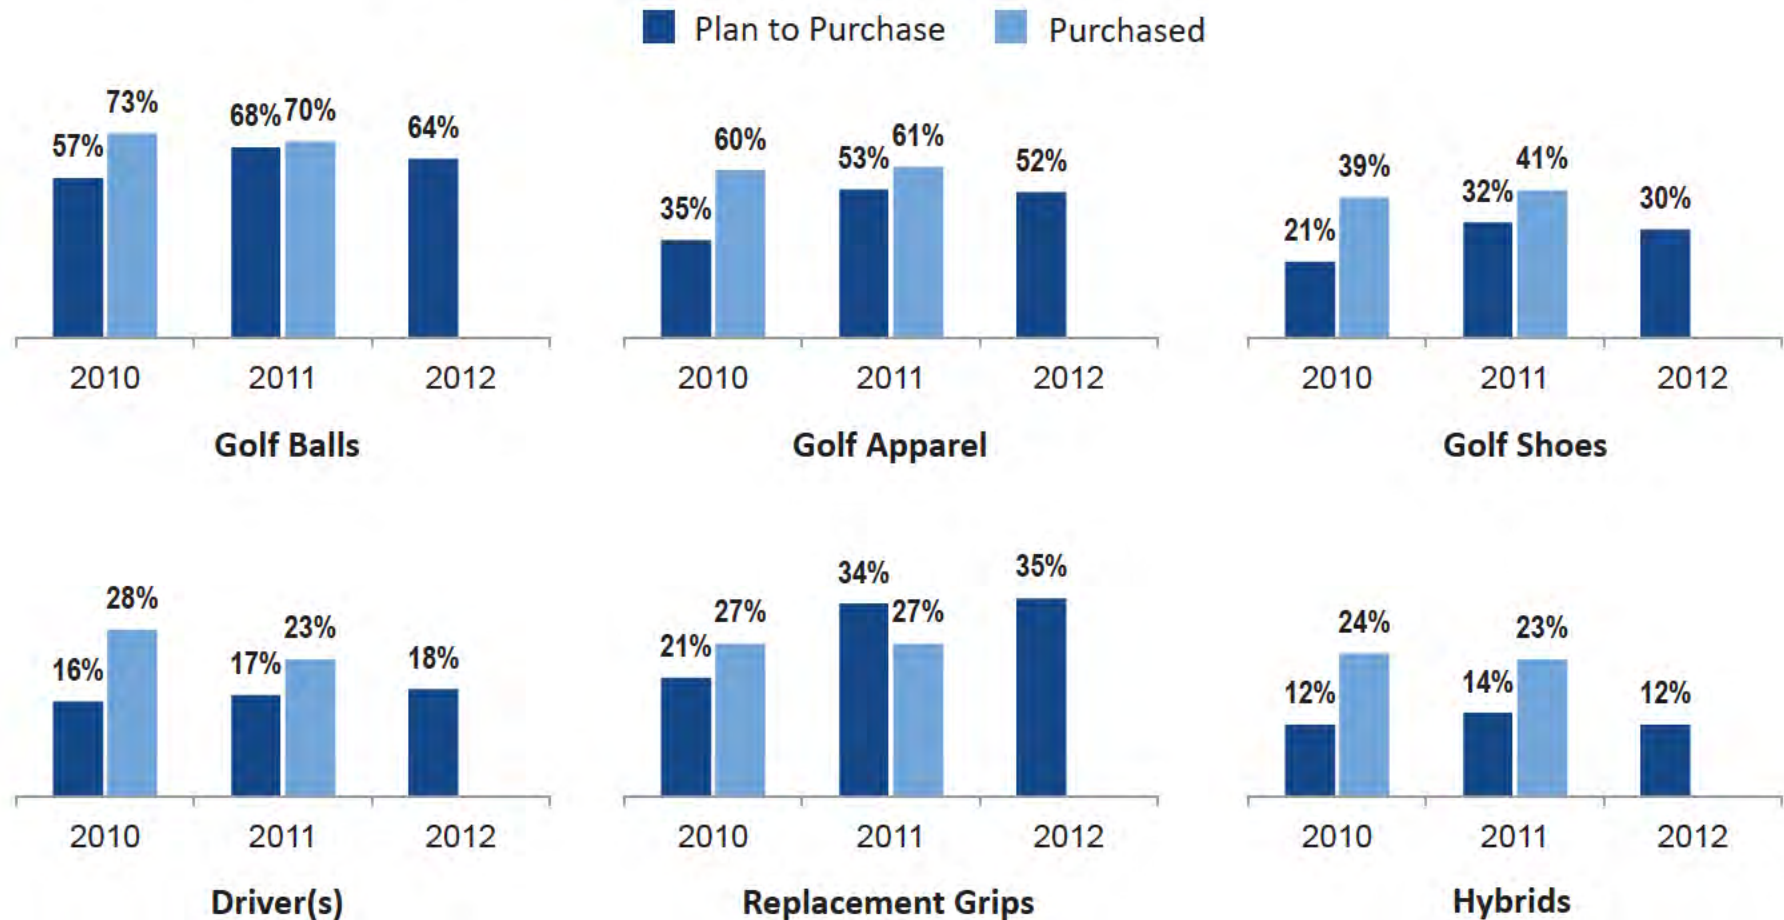 Plan to Purchase Purchased
57% 73% 68% 70% 64%
2010 2011 2012
Golf Balls
35% 60% 53% 61% 52%
2010 2011 2012
Golf Apparel
21% 39% 32% 41% 30%
2010 2011 2012
Golf Shoes
16% 28% 17% 23% 18%
2010 2011 2012
Driver(s)
21% 27% 34% 27% 35%
2010 2011 2012
Replacement Grips
12% 24% 14% 23% 12%
2010 2011 2012
Hybrids